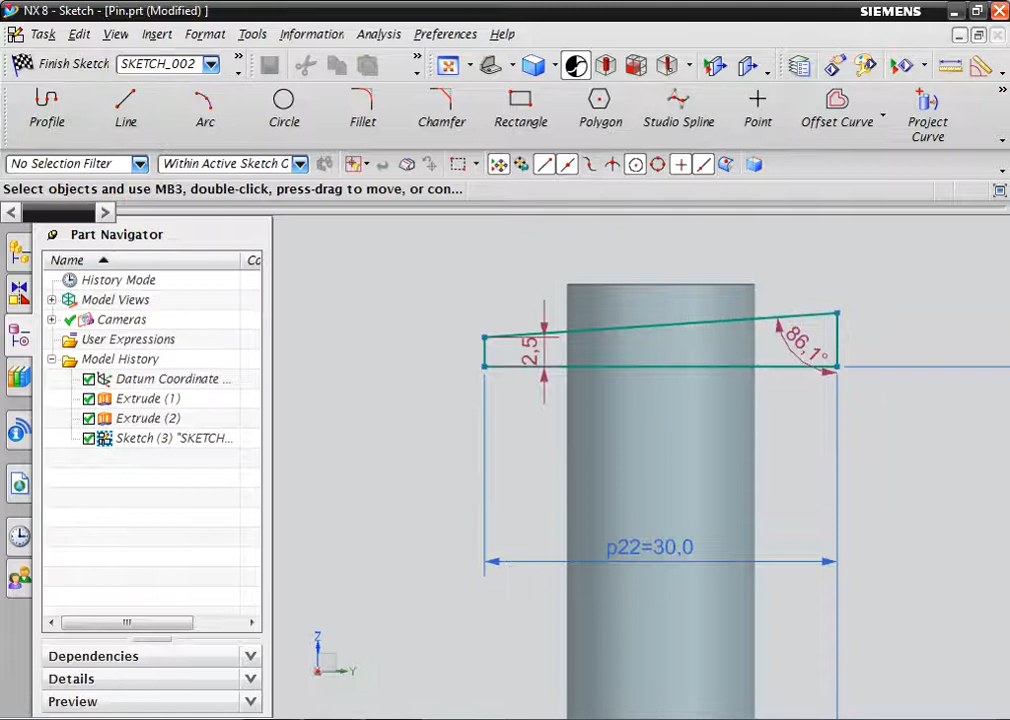 NX 8 - Sketch - [Pin.prt (Modified) ]
SIEMENS
Task Edit View Insert Format Tools Information Analysis Preferences Help
Finish Sketch SKETCH_002
Profile Line Arc Circle Fillet Chamfer Rectangle Polygon Studio Spline Point Offset Curve Project Curve
No Selection Filter Within Active Sketch C
Select objects and use MB3, double-click, press-drag to move, or con...
Part Navigator
Name Co
History Mode
Model Views
Cameras
User Expressions
Model History
Datum Coordinate ...
Extrude (1)
Extrude (2)
Sketch (3) "SKETCH...
Dependencies
Details
Preview
2,5
86,1°
p22=30,0
Z
Y